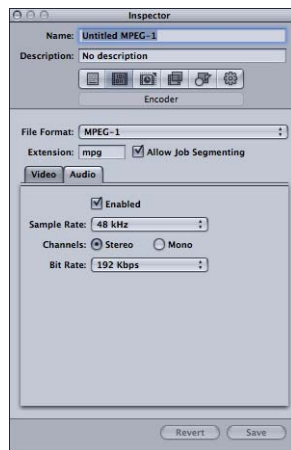 Inspector
Name: Untitled MPEG-1
Description: No description
Encoder
File Format: MPEG-1
Extension: mpg Allow Job Segmenting
Video Audio
Enabled
Sample Rate: 48 kHz
Channels: Stereo Mono
Bit Rate: 192 Kbps
Revert Save